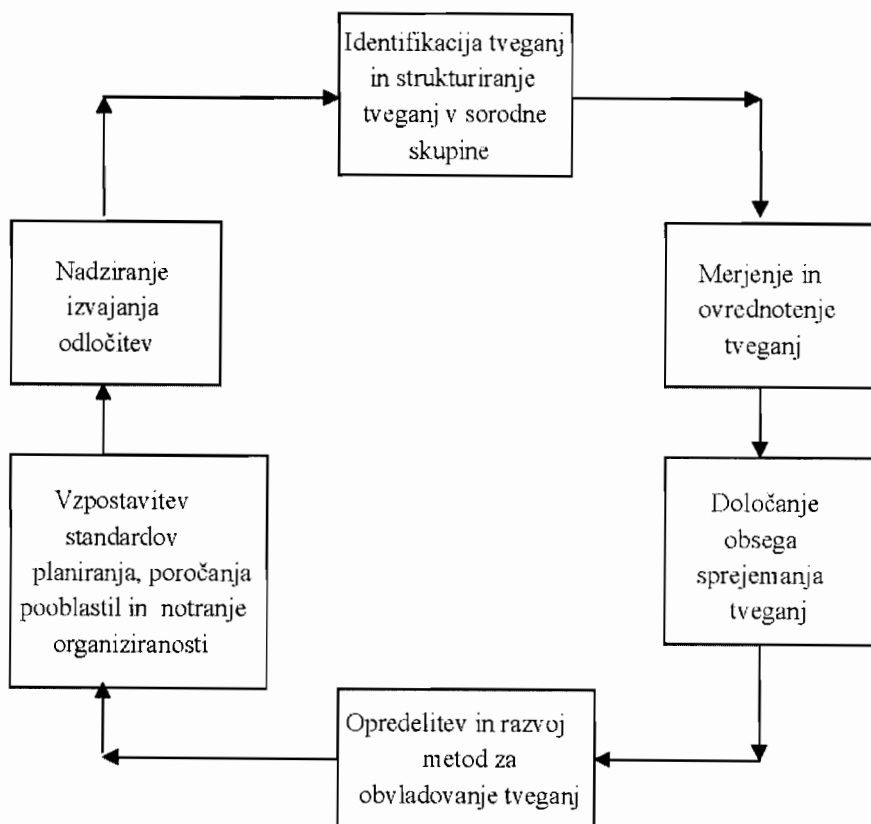 Identifikacija tveganj
in strukturiranje
tveganj v sorodne
skupine
Merjenje in
ovrednotenje
tveganj
Določanje
obsega
sprejemanja
tveganj
Opredelitev in razvoj
metod za
obvladovanje tveganj
Vzpostavitev
standardov
planiranja, poročanja
pooblastil in notranje
organiziranosti
Nadziranje
izvajanja
odločitev